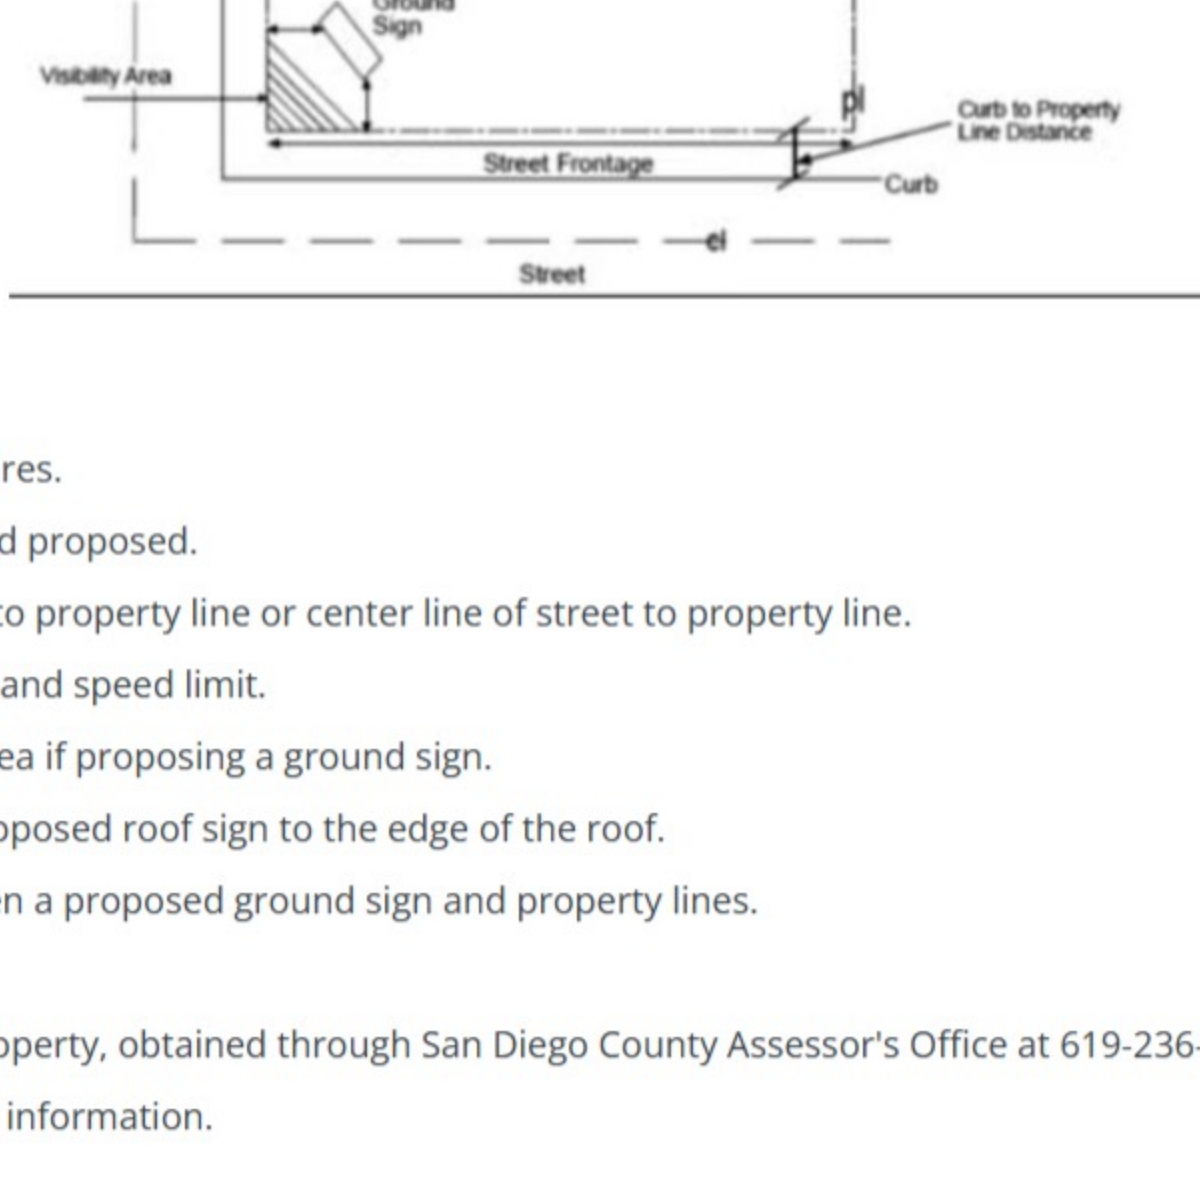 Ground
Sign
Visibility Area
pl
Curb to Property
Line Distance
Street Frontage
Curb
cl
Street
res.
d proposed.
to property line or center line of street to property line.
and speed limit.
ea if proposing a ground sign.
oposed roof sign to the edge of the roof.
en a proposed ground sign and property lines.
operty, obtained through San Diego County Assessor's Office at 619-236-
information.